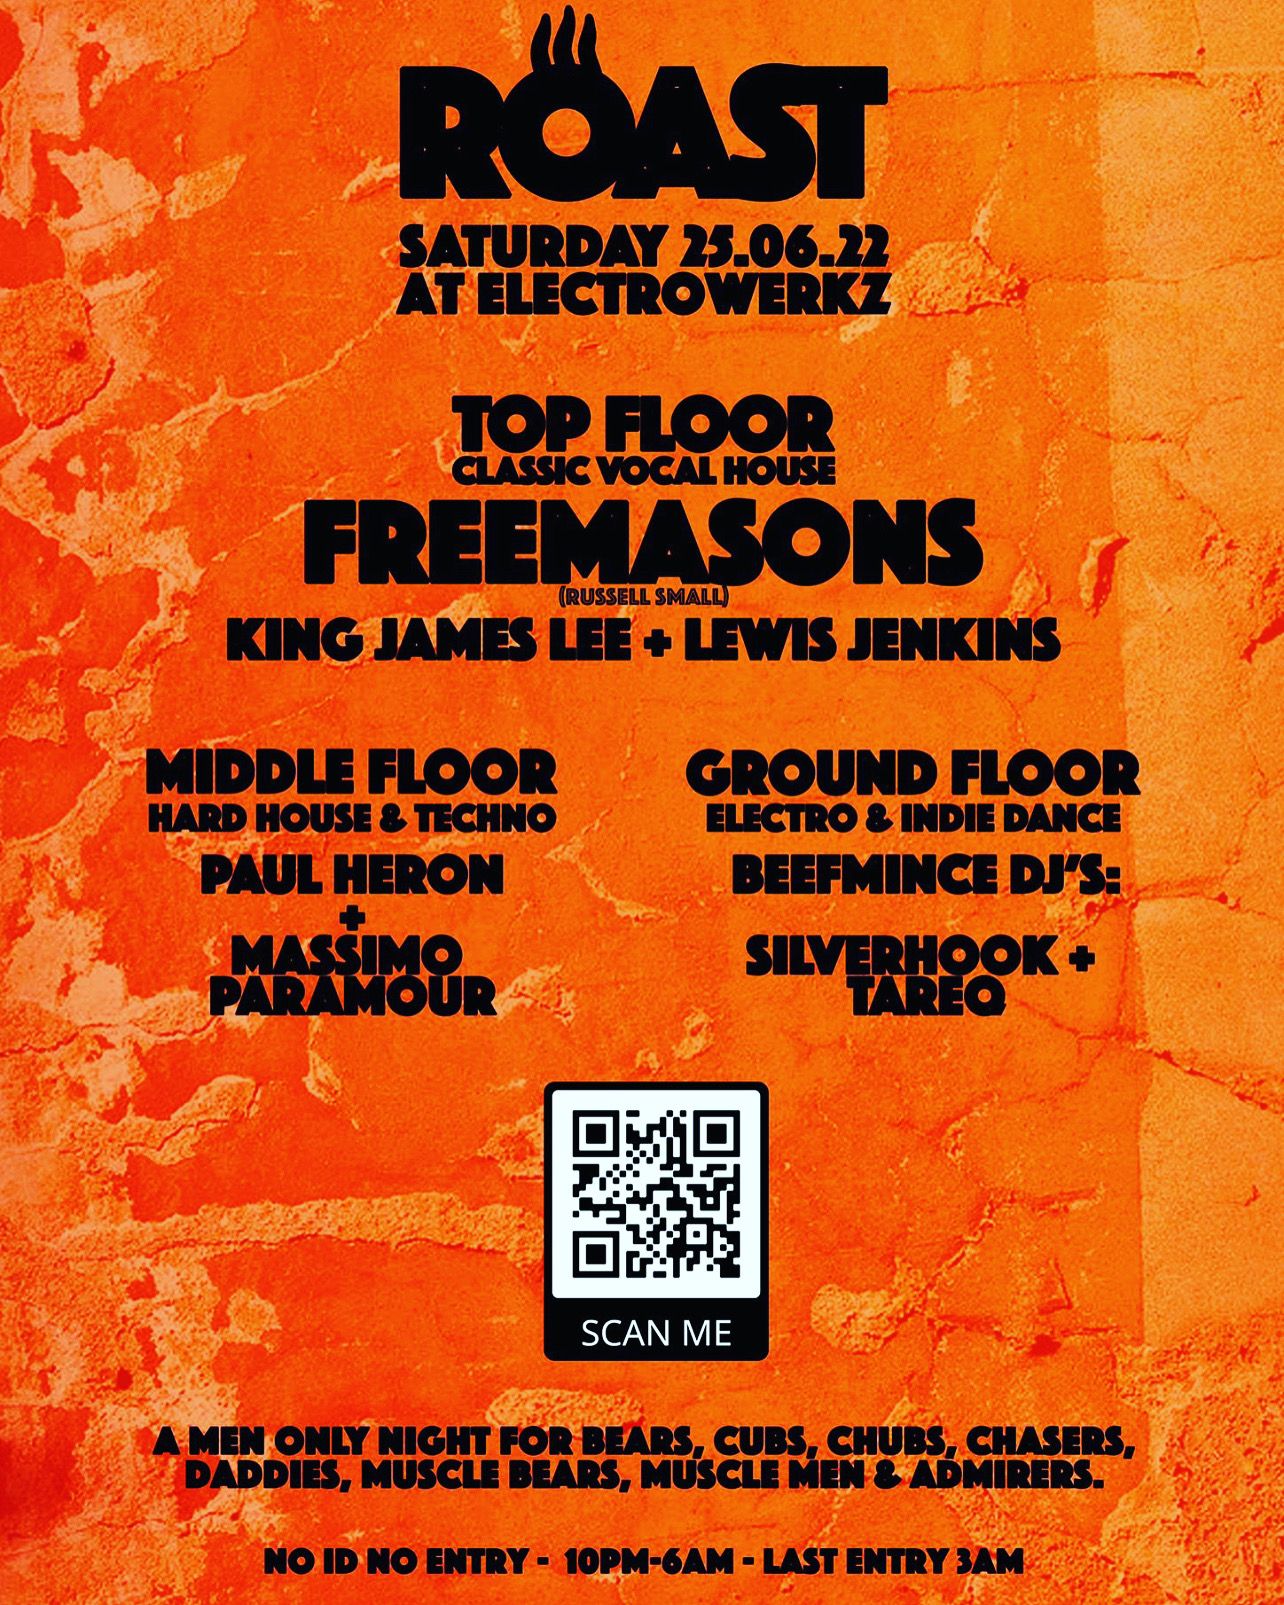 ROAST
SATURDAY 25.06.22
AT ELECTROWERKZ
TOP FLOOR
CLASSIC VOCAL HOUSE
FREEMASONS
(RUSSELL SMALL)
KING JAMES LEE + LEWIS JENKINS
MIDDLE FLOOR
HARD HOUSE & TECHNO
PAUL HERON
+
MASSIMO
PARAMOUR
GROUND FLOOR
ELECTRO & INDIE DANCE
BEEFMINCE DJ'S:
SILVERHOOK +
TAREQ
SCAN ME
A MEN ONLY NIGHT FOR BEARS, CUBS, CHUBS, CHASERS,
DADDIES, MUSCLE BEARS, MUSCLE MEN & ADMIRERS.
NO ID NO ENTRY - 10PM-6AM - LAST ENTRY 3AM